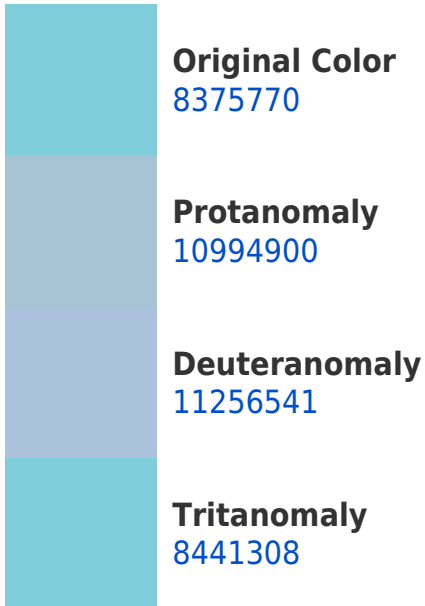 Original Color
8375770
Protanomaly
10994900
Deuteranomaly
11256541
Tritanomaly
8441308